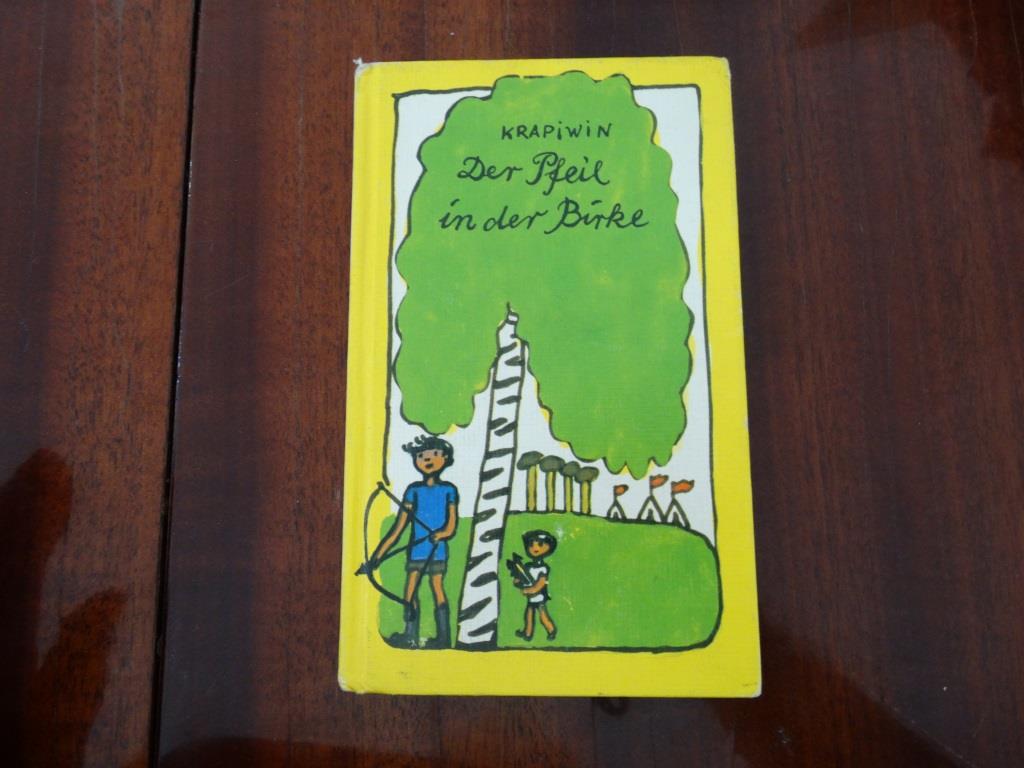 KRAPiWiN
Der Pfeil
in der Birke